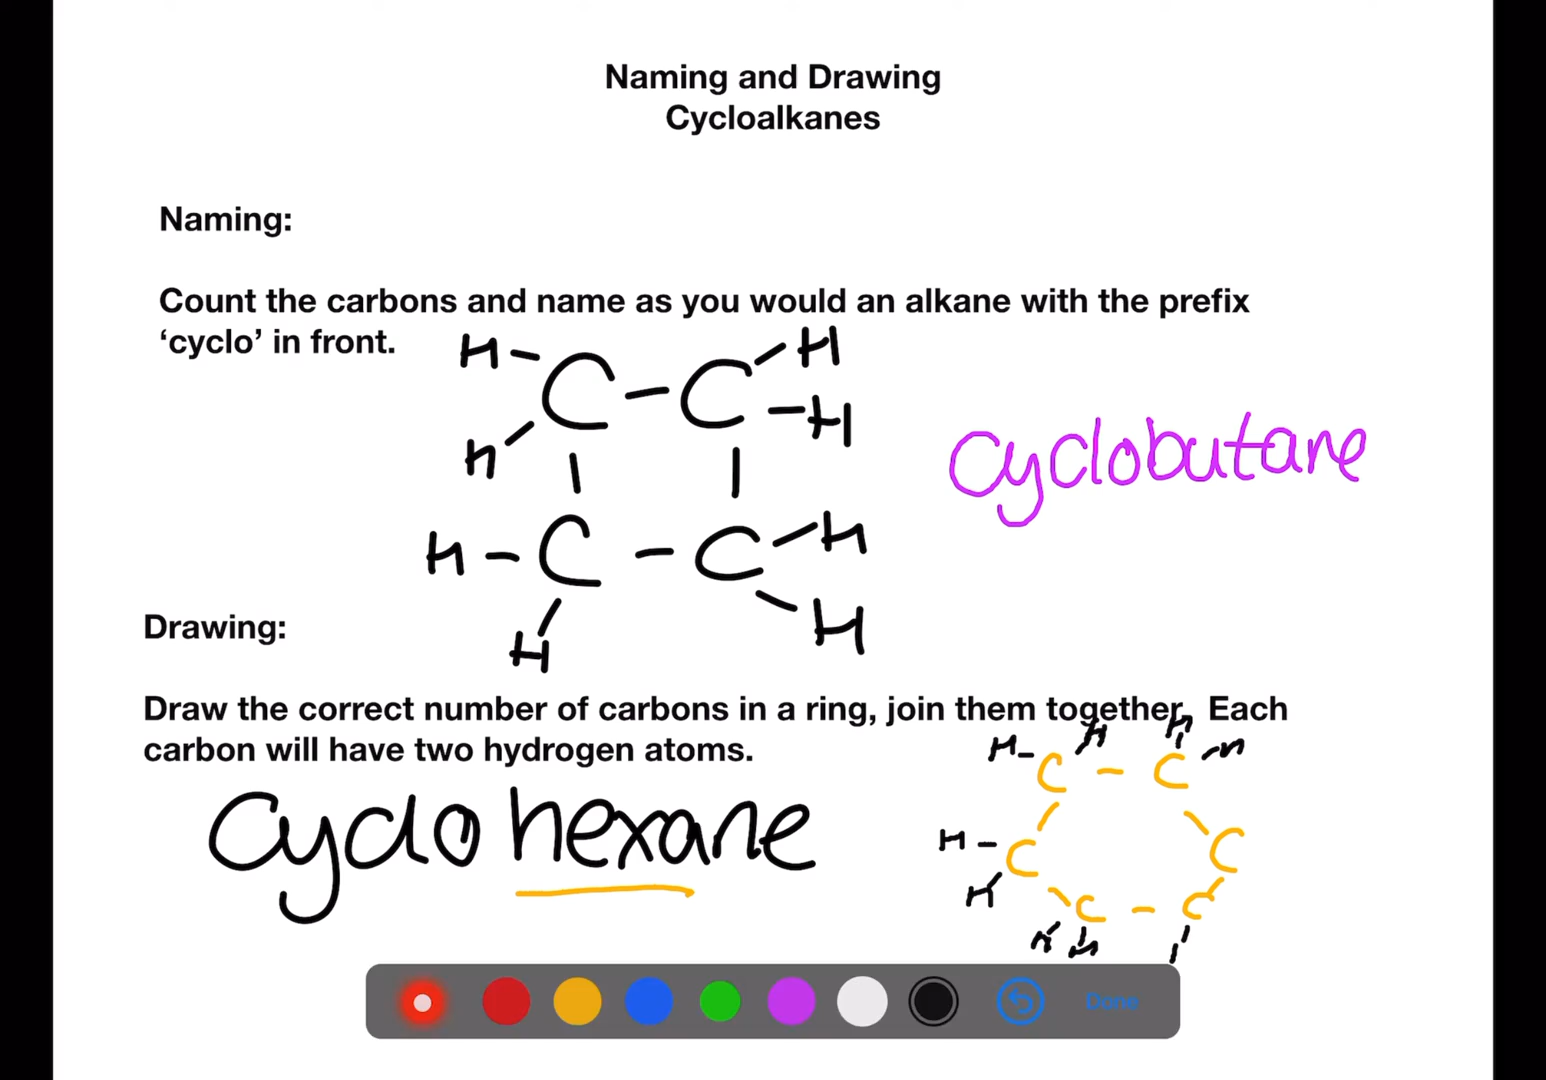 Naming and Drawing
Cycloalkanes
Naming:
Count the carbons and name as you would an alkane with the prefix
‘cyclo’ in front.
H - C - C - H
H
H
cyclobutane
H - C - C - H
H H
Drawing:
Draw the correct number of carbons in a ring, join them together, Each
carbon will have two hydrogen atoms.
Cyclo hexane
H - C H - C H H
H - C C
H
C - C
H H
Done